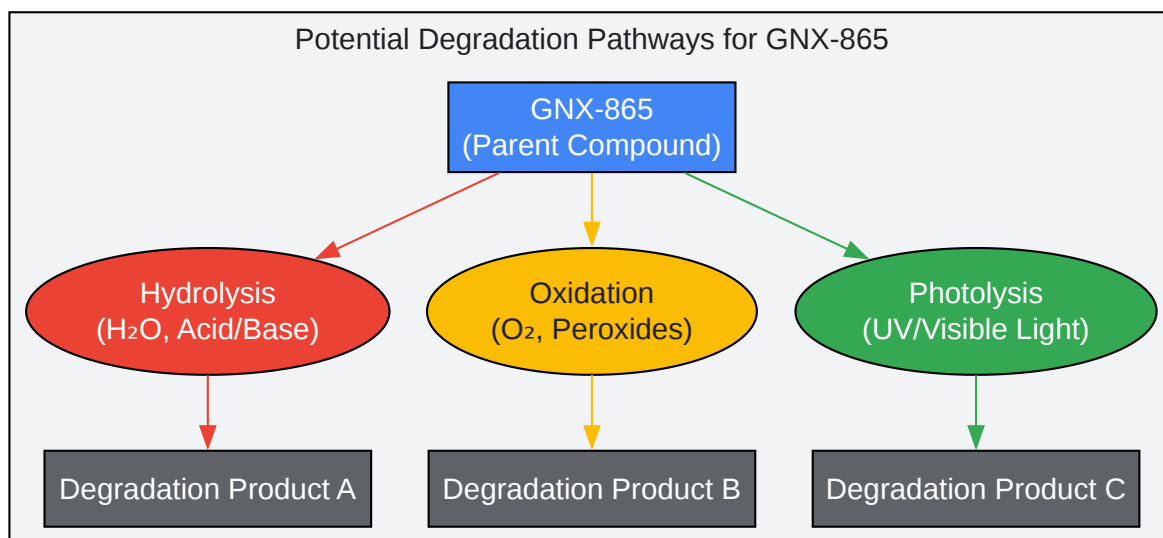 Potential Degradation Pathways for GNX-865
GNX-865
(Parent Compound)
Hydrolysis
(H₂O, Acid/Base)
Oxidation
(O₂, Peroxides)
Photolysis
(UV/Visible Light)
Degradation Product A
Degradation Product B
Degradation Product C